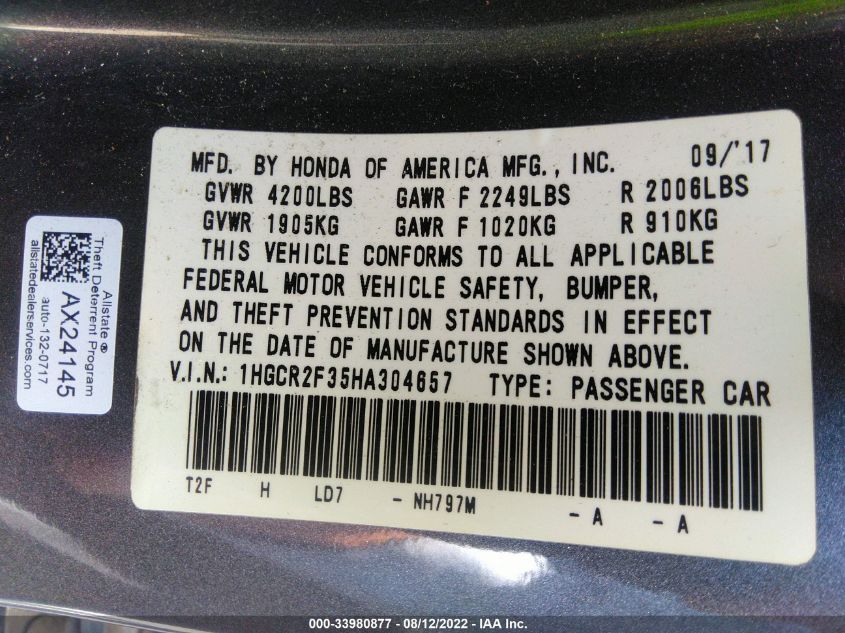 MFD. BY HONDA OF AMERICA MFG., INC. 09/'17
GVWR 4200LBS GAWR F 2249LBS R 2006LBS
GVWR 1905KG GAWR F 1020KG R 910KG
THIS VEHICLE CONFORMS TO ALL APPLICABLE
FEDERAL MOTOR VEHICLE SAFETY, BUMPER,
AND THEFT PREVENTION STANDARDS IN EFFECT
ON THE DATE OF MANUFACTURE SHOWN ABOVE.
V.I.N.: 1HGCR2F35HA304657 TYPE: PASSENGER CAR
T2F H LD7 - NH797M - A - A
Allstate ®
Theft Deterrent Program
AX24145
auto-132-0717
allstatedealerservices.com
000-33980877 - 08/12/2022 - IAA Inc.